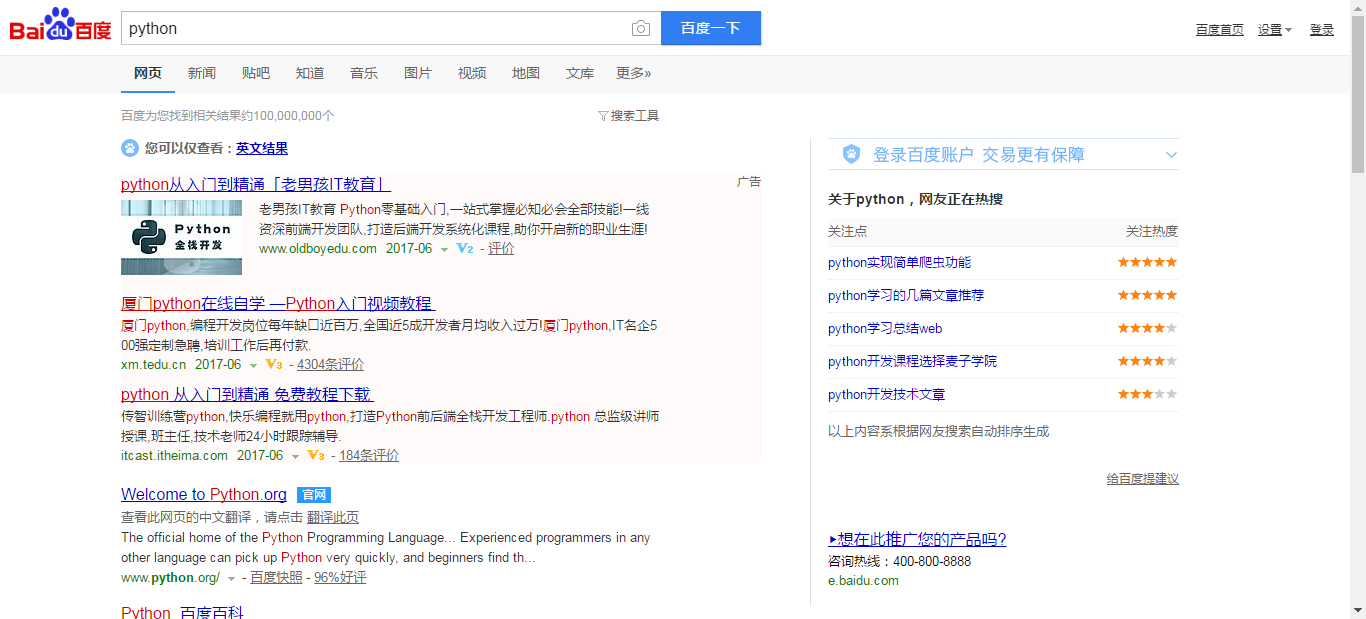 Bai du 百度
python
百度一下
百度首页 设置 登录
网页 新闻 贴吧 知道 音乐 图片 视频 地图 文库 更多»
百度为您找到相关结果约100,000,000个
搜索工具
您可以仅查看：英文结果
python从入门到精通「老男孩IT教育」
广告
Python
全栈开发
老男孩IT教育 Python零基础入门,一站式掌握必知必会全部技能!一线
资深前端开发团队,打造后端开发系统化课程,助你开启新的职业生涯!
www.oldboyedu.com 2017-06 V2 - 评价
厦门python在线自学 —Python入门视频教程
厦门python,编程开发岗位每年缺口近百万,全国近5成开发者月均收入过万!厦门python,IT名企5
00强定制急聘,培训工作后再付款.
xm.tedu.cn 2017-06 V3 - 4304条评价
python 从入门到精通 免费教程下载
传智训练营python,快乐编程就用python,打造Python前后端全栈开发工程师.python 总监级讲师
授课,班主任,技术老师24小时跟踪辅导.
itcast.itheima.com 2017-06 V3 - 184条评价
Welcome to Python.org 官网
查看此网页的中文翻译，请点击 翻译此页
The official home of the Python Programming Language... Experienced programmers in any
other language can pick up Python very quickly, and beginners find th...
www.python.org/ - 百度快照 - 96%好评
Python_百度百科
登录百度账户 交易更有保障
关于python，网友正在热搜
关注点 关注热度
python实现简单爬虫功能
python学习的几篇文章推荐
python学习总结web
python开发课程选择麦子学院
python开发技术文章
以上内容系根据网友搜索自动排序生成
给百度提建议
想在此推广您的产品吗?
咨询热线：400-800-8888
e.baidu.com